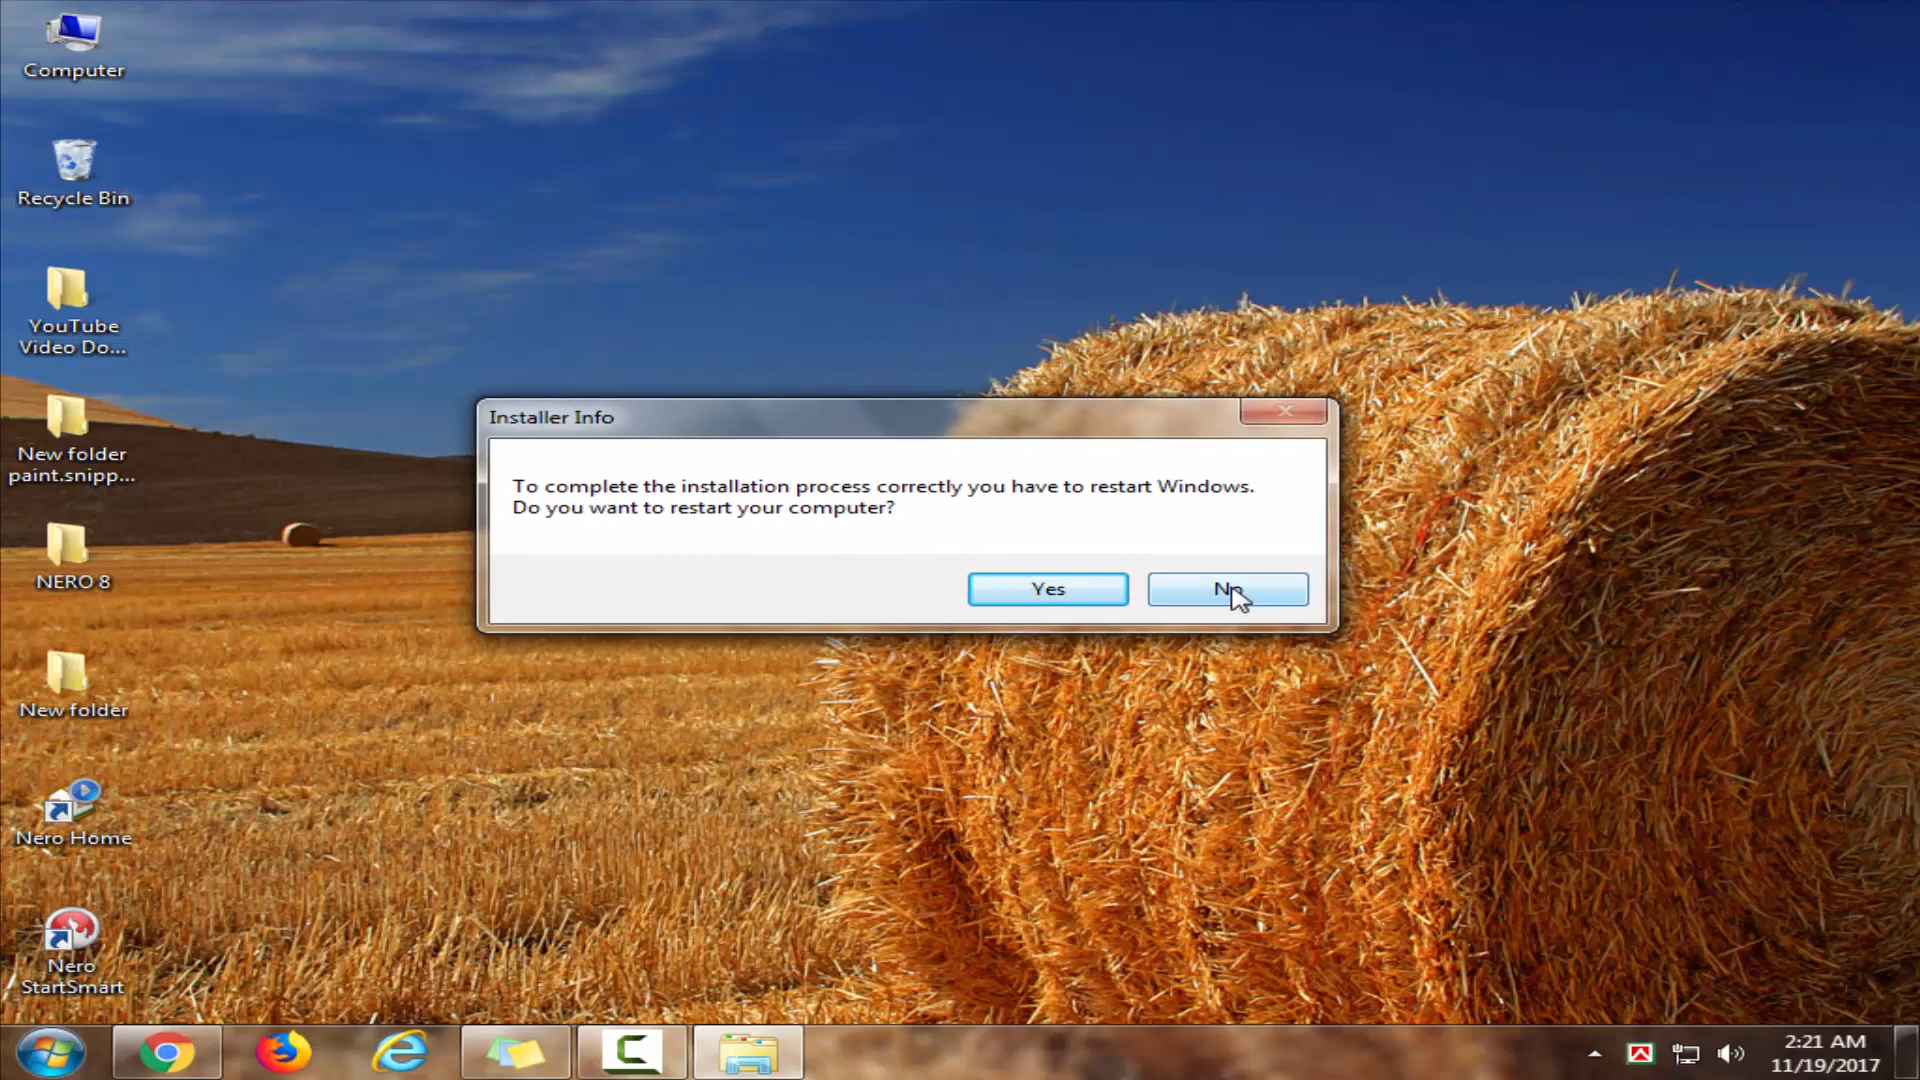 Computer
Recycle Bin
YouTube
Video Do...
New folder
paint.snipp...
NERO 8
New folder
Nero Home
Nero
StartSmart
Installer Info
To complete the installation process correctly you have to restart Windows.
Do you want to restart your computer?
Yes
No
2:21 AM
11/19/2017